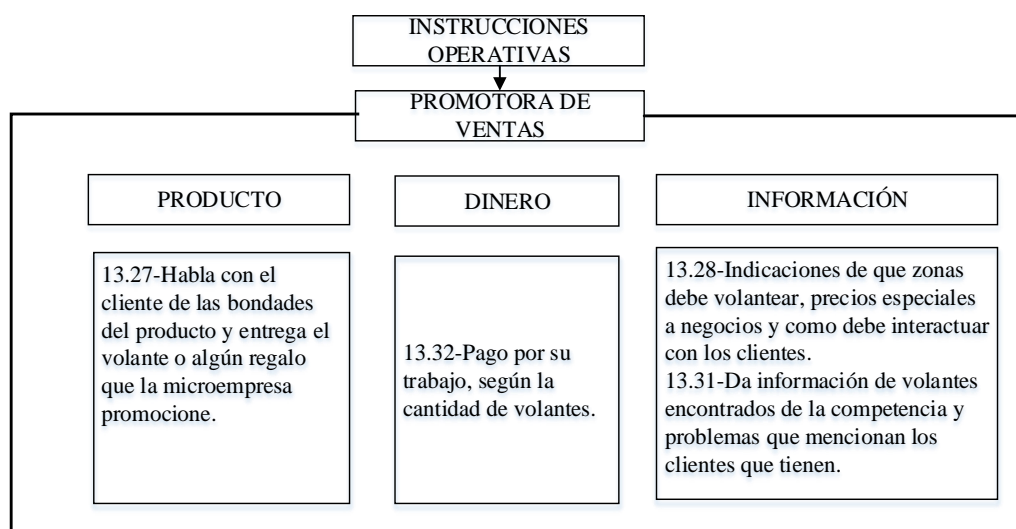 INSTRUCCIONES
OPERATIVAS
PROMOTORA DE
VENTAS
PRODUCTO
DINERO
INFORMACIÓN
13.27-Habla con el
cliente de las bondades
del producto y entrega el
volante o algún regalo
que la microempresa
promocione.
13.32-Pago por su
trabajo, según la
cantidad de volantes.
13.28-Indicaciones de que zonas
debe volantear, precios especiales
a negocios y como debe interactuar
con los clientes.
13.31-Da información de volantes
encontrados de la competencia y
problemas que mencionan los
clientes que tienen.